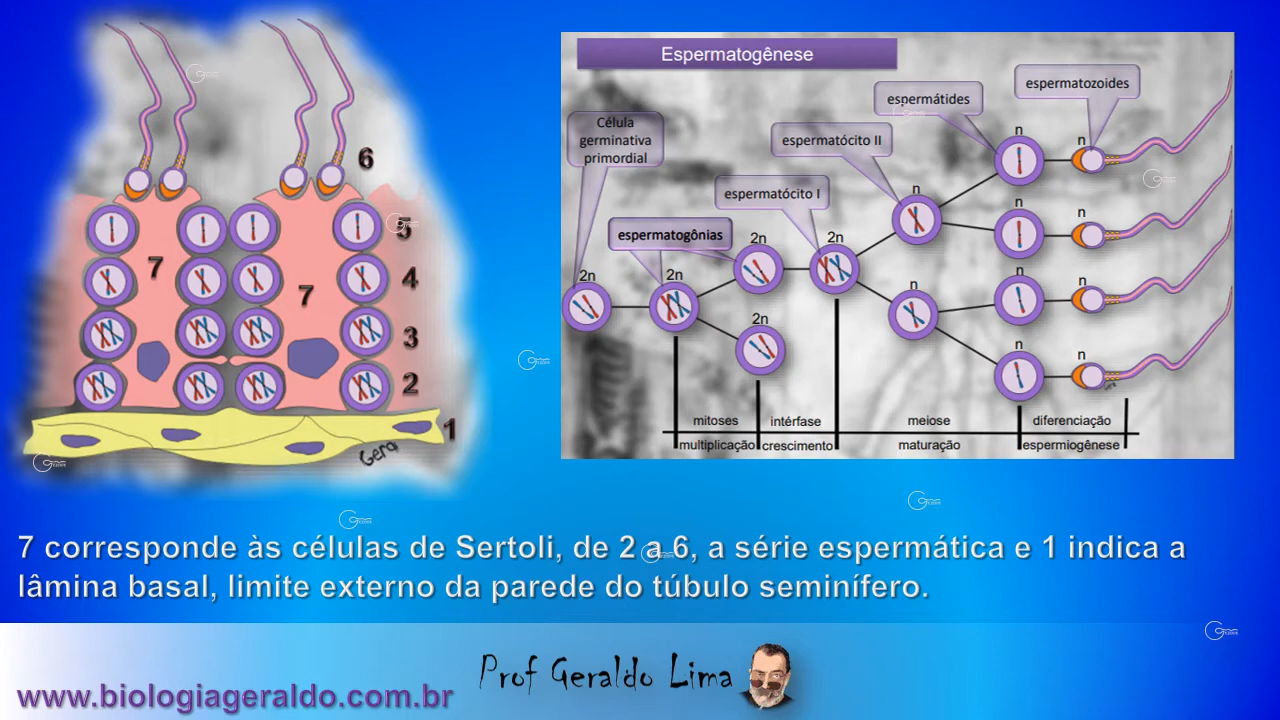 6
5
7
4
7
3
2
1
Gera
Espermatogênese
espermatozoides
espermátides
Célula
germinativa
primordial
espermatócito II
espermatócito I
espermatogônias
n
n
n
n
n
n
n
n
n
n
2n
2n
2n
2n
2n
mitoses
intérfase
meiose
diferenciação
multiplicação
crescimento
maturação
espermiogênese
7 corresponde às células de Sertoli, de 2 a 6, a série espermática e 1 indica a
lâmina basal, limite externo da parede do túbulo seminífero.
Prof Geraldo Lima
www.biologiageraldo.com.br